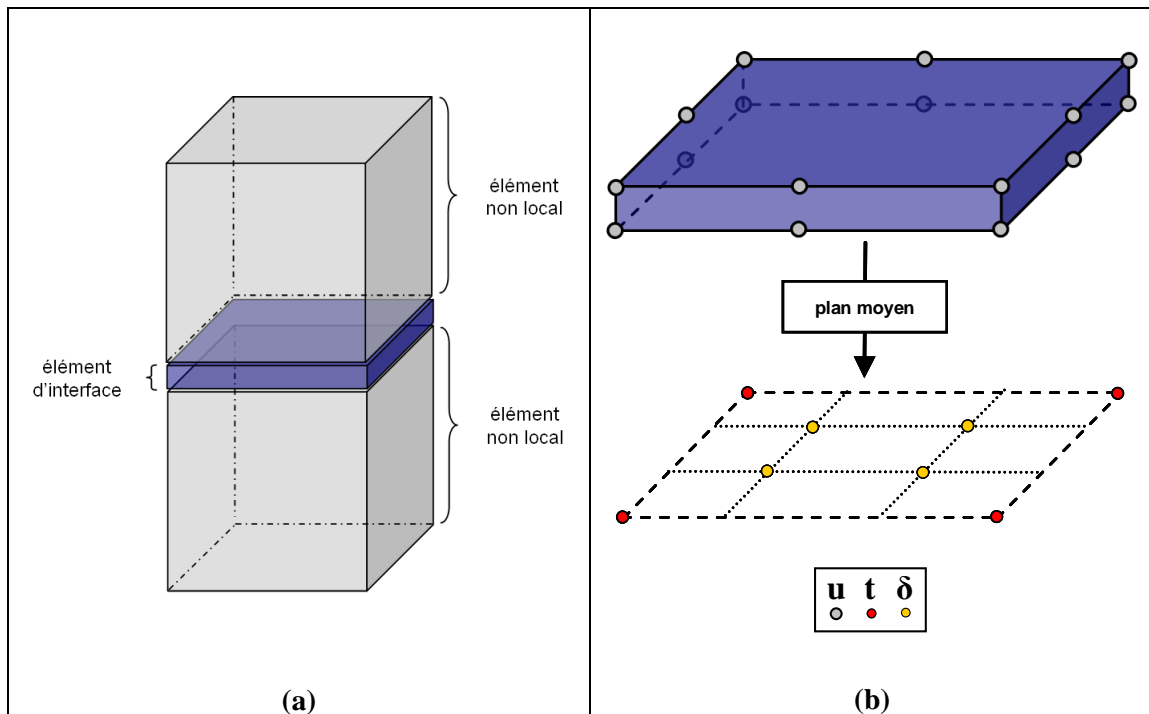 élément
non local
élément
d'interface
élément
non local
(a)
plan moyen
u t δ
(b)